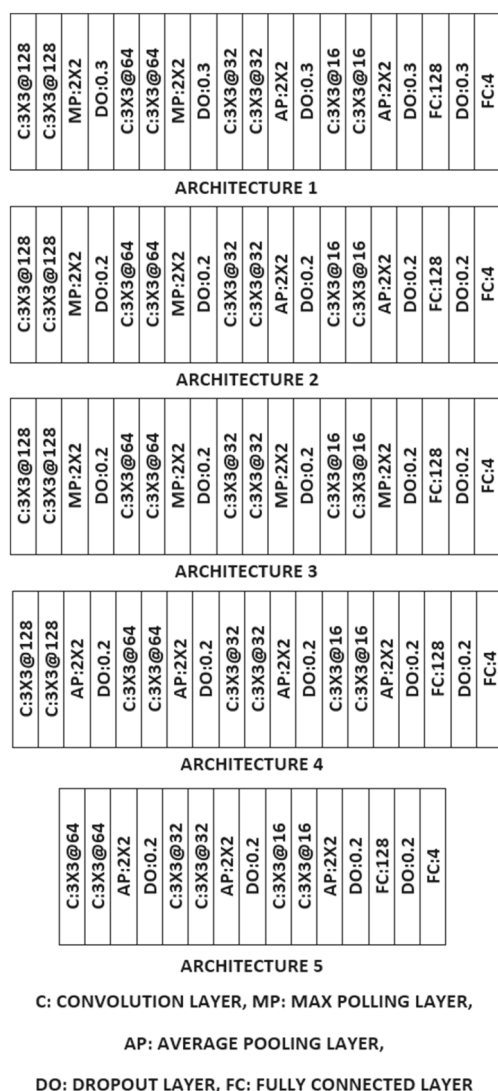 C:3X3@128
C:3X3@128
MP:2X2
DO:0.3
C:3X3@64
C:3X3@64
MP:2X2
DO:0.3
C:3X3@32
C:3X3@32
AP:2X2
DO:0.3
C:3X3@16
C:3X3@16
AP:2X2
DO:0.3
FC:128
DO:0.3
FC:4
ARCHITECTURE 1
C:3X3@128
C:3X3@128
MP:2X2
DO:0.2
C:3X3@64
C:3X3@64
MP:2X2
DO:0.2
C:3X3@32
C:3X3@32
AP:2X2
DO:0.2
C:3X3@16
C:3X3@16
AP:2X2
DO:0.2
FC:128
DO:0.2
FC:4
ARCHITECTURE 2
C:3X3@128
C:3X3@128
MP:2X2
DO:0.2
C:3X3@64
C:3X3@64
MP:2X2
DO:0.2
C:3X3@32
C:3X3@32
MP:2X2
DO:0.2
C:3X3@16
C:3X3@16
MP:2X2
DO:0.2
FC:128
DO:0.2
FC:4
ARCHITECTURE 3
C:3X3@128
C:3X3@128
AP:2X2
DO:0.2
C:3X3@64
C:3X3@64
AP:2X2
DO:0.2
C:3X3@32
C:3X3@32
AP:2X2
DO:0.2
C:3X3@16
C:3X3@16
AP:2X2
DO:0.2
FC:128
DO:0.2
FC:4
ARCHITECTURE 4
C:3X3@64
C:3X3@64
AP:2X2
DO:0.2
C:3X3@32
C:3X3@32
AP:2X2
DO:0.2
C:3X3@16
C:3X3@16
AP:2X2
DO:0.2
FC:128
DO:0.2
FC:4
ARCHITECTURE 5
C: CONVOLUTION LAYER, MP: MAX POLLING LAYER,
AP: AVERAGE POOLING LAYER,
DO: DROPOUT LAYER, FC: FULLY CONNECTED LAYER